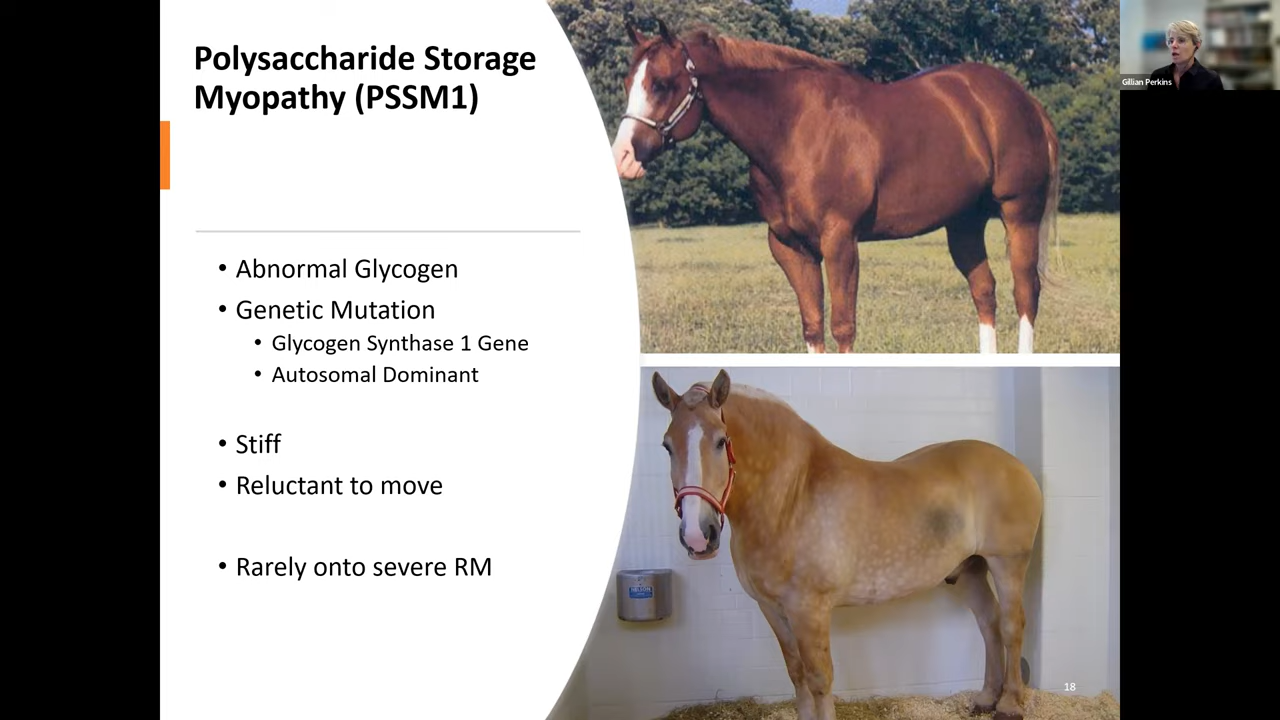 Polysaccharide Storage
Myopathy (PSSM1)
• Abnormal Glycogen
• Genetic Mutation
• Glycogen Synthase 1 Gene
• Autosomal Dominant
• Stiff
• Reluctant to move
• Rarely onto severe RM
Gillian Perkins
NELSON
18